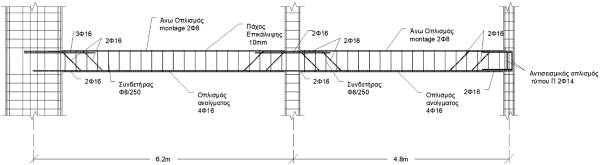 3Φ16
2Φ16
Άνω Οπλισμός
montage 2Φ8
Πάχος
Επικάλυψης
10mm
2Φ16
2Φ16
2Φ16
Άνω Οπλισμός
montage 2Φ8
2Φ16
2Φ16
Συνδετήρας
Φ8/250
Οπλισμός
ανοίγματος
4Φ16
2Φ16
2Φ16
Συνδετήρας
Φ8/250
Οπλισμός
ανοίγματος
4Φ16
2Φ16
Αντισεισμικός οπλισμός
τύπου Π 2Φ14
6.2m
4.8m